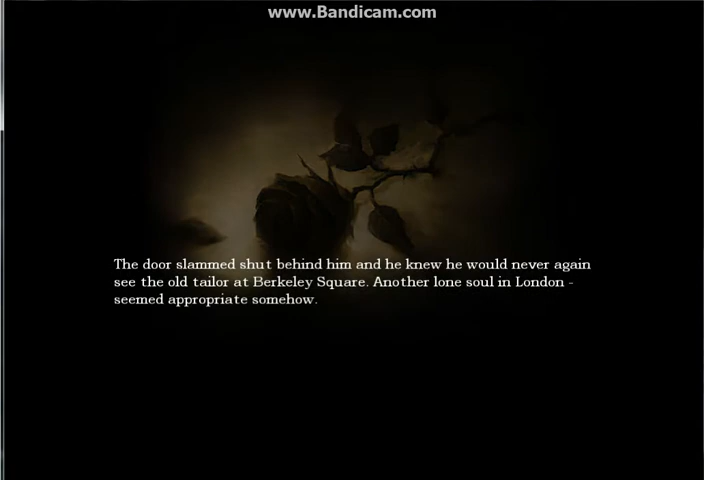 www.Bandicam.com
The door slammed shut behind him and he knew he would never again
see the old tailor at Berkeley Square. Another lone soul in London -
seemed appropriate somehow.